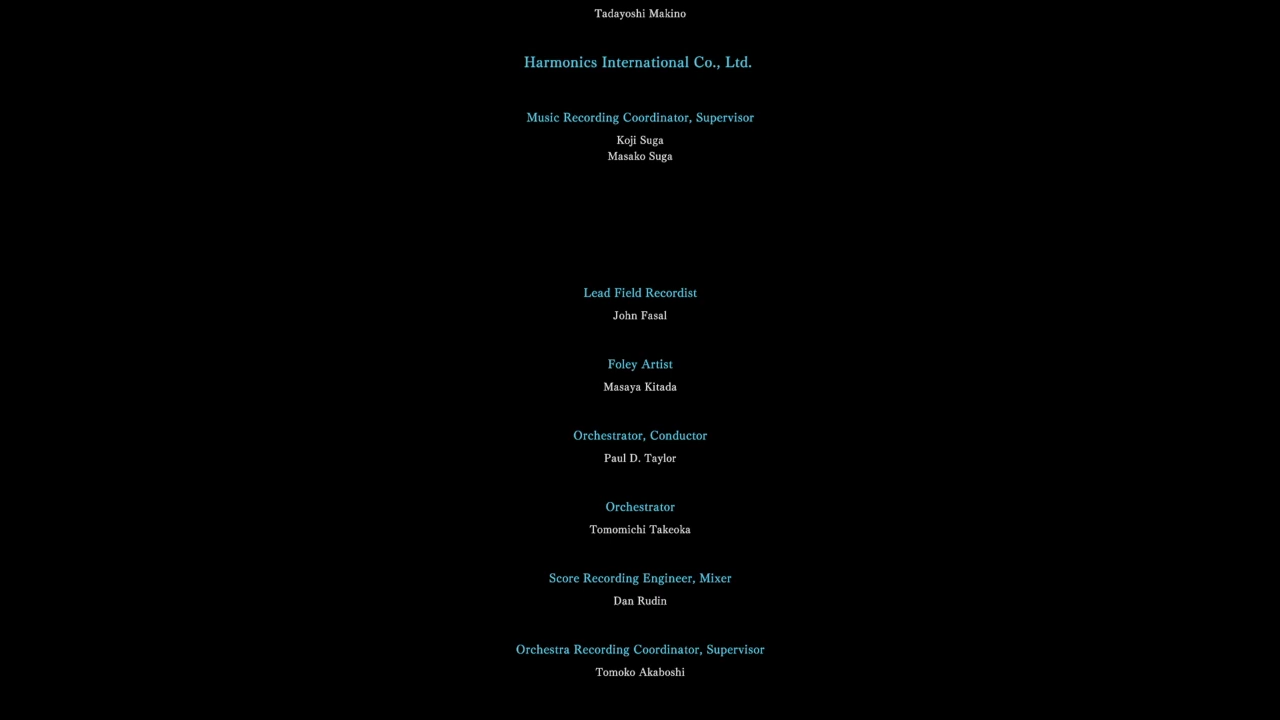 Tadayoshi Makino
Harmonics International Co., Ltd.
Music Recording Coordinator, Supervisor
Koji Suga
Masako Suga
Lead Field Recordist
John Fasal
Foley Artist
Masaya Kitada
Orchestrator, Conductor
Paul D. Taylor
Orchestrator
Tomomichi Takeoka
Score Recording Engineer, Mixer
Dan Rudin
Orchestra Recording Coordinator, Supervisor
Tomoko Akaboshi